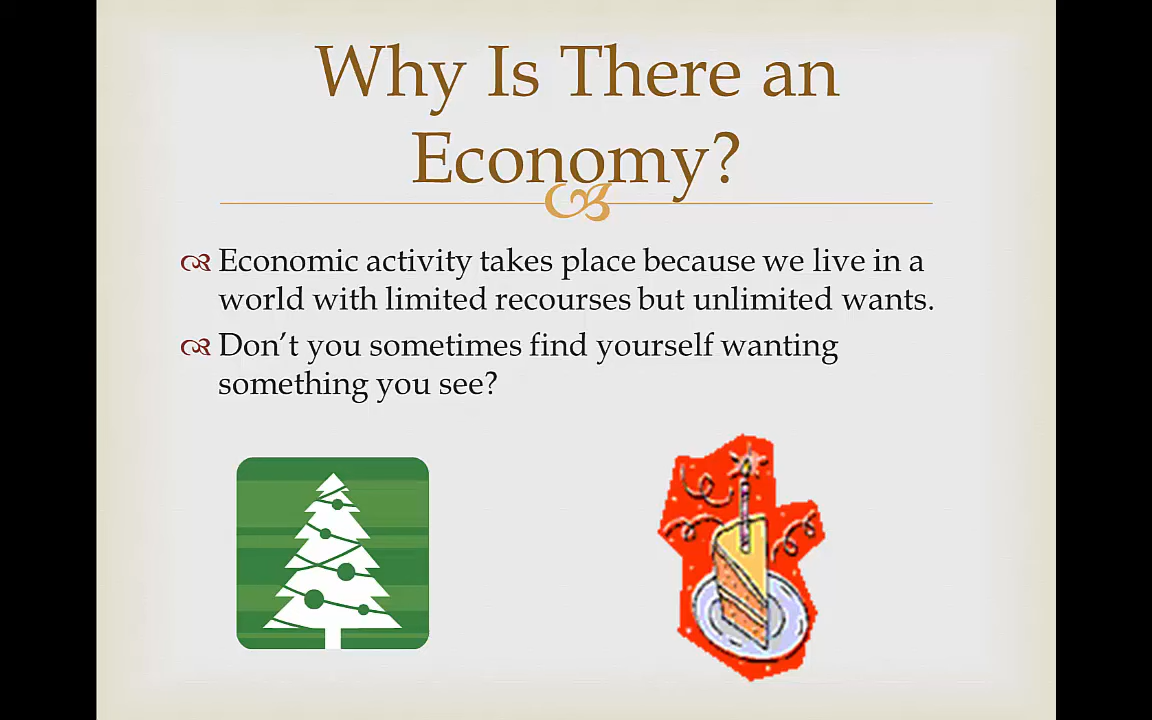 Why Is There an
Economy?
Economic activity takes place because we live in a
world with limited recourses but unlimited wants.
Don’t you sometimes find yourself wanting
something you see?